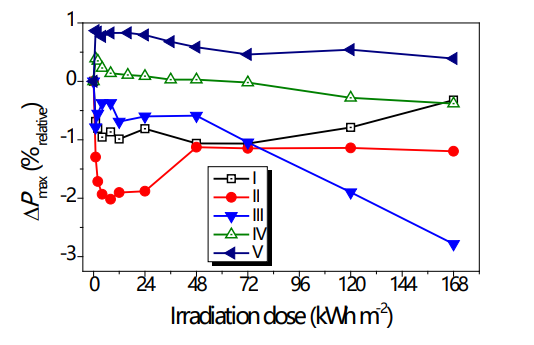 1
0
-1
-2
-3
ΔPmax (%relative)
I
II
III
IV
V
0 24 48 72 96 120 144 168
Irradiation dose (kWh m-2)